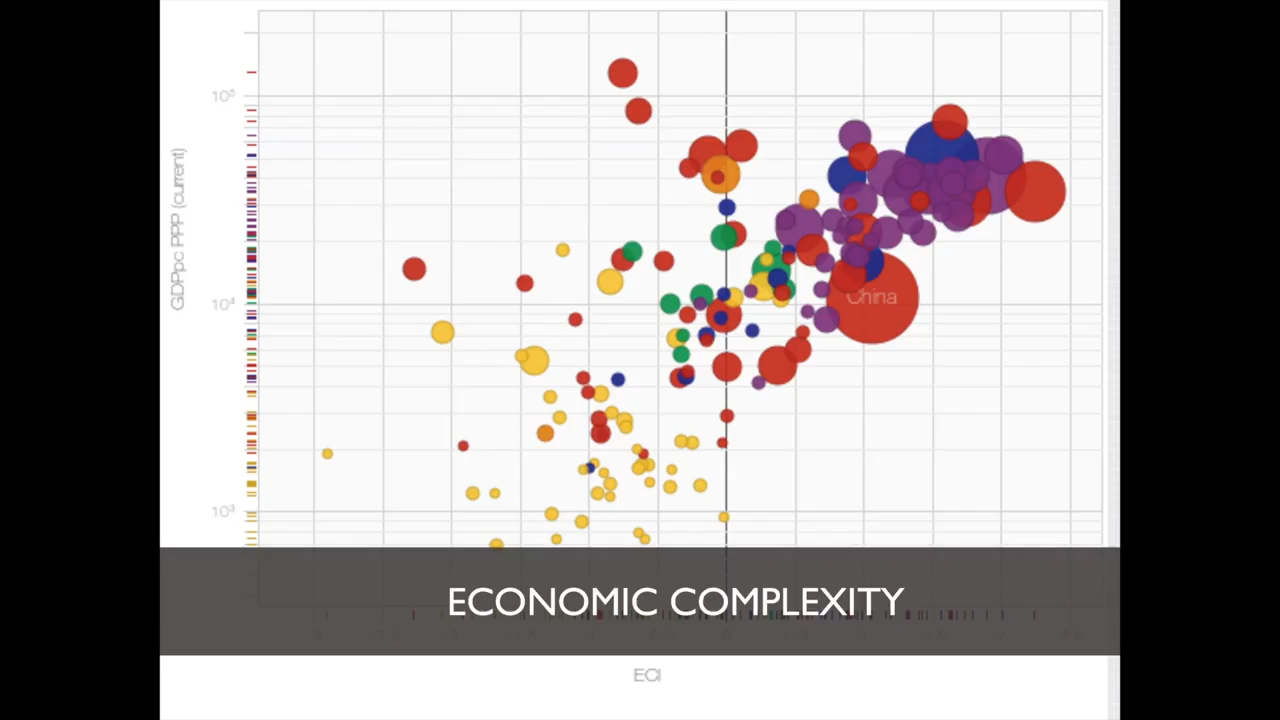 10⁵
GDPpc PPP (current)
10⁴
China
10³
ECONOMIC COMPLEXITY
ECI